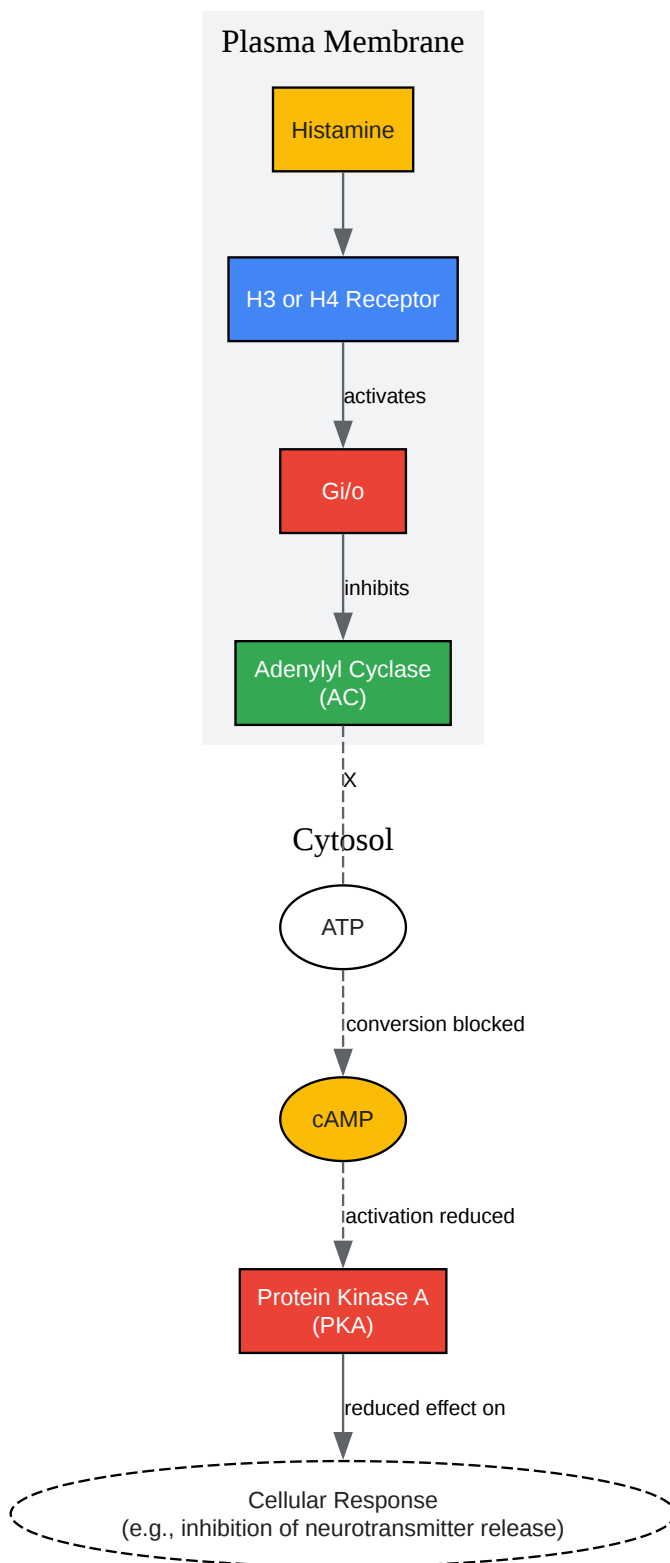 Plasma Membrane
Histamine
H3 or H4 Receptor
activates
Gi/o
inhibits
Adenylyl Cyclase
(AC)
X
Cytosol
ATP
conversion blocked
cAMP
activation reduced
Protein Kinase A
(PKA)
reduced effect on
Cellular Response
(e.g., inhibition of neurotransmitter release)